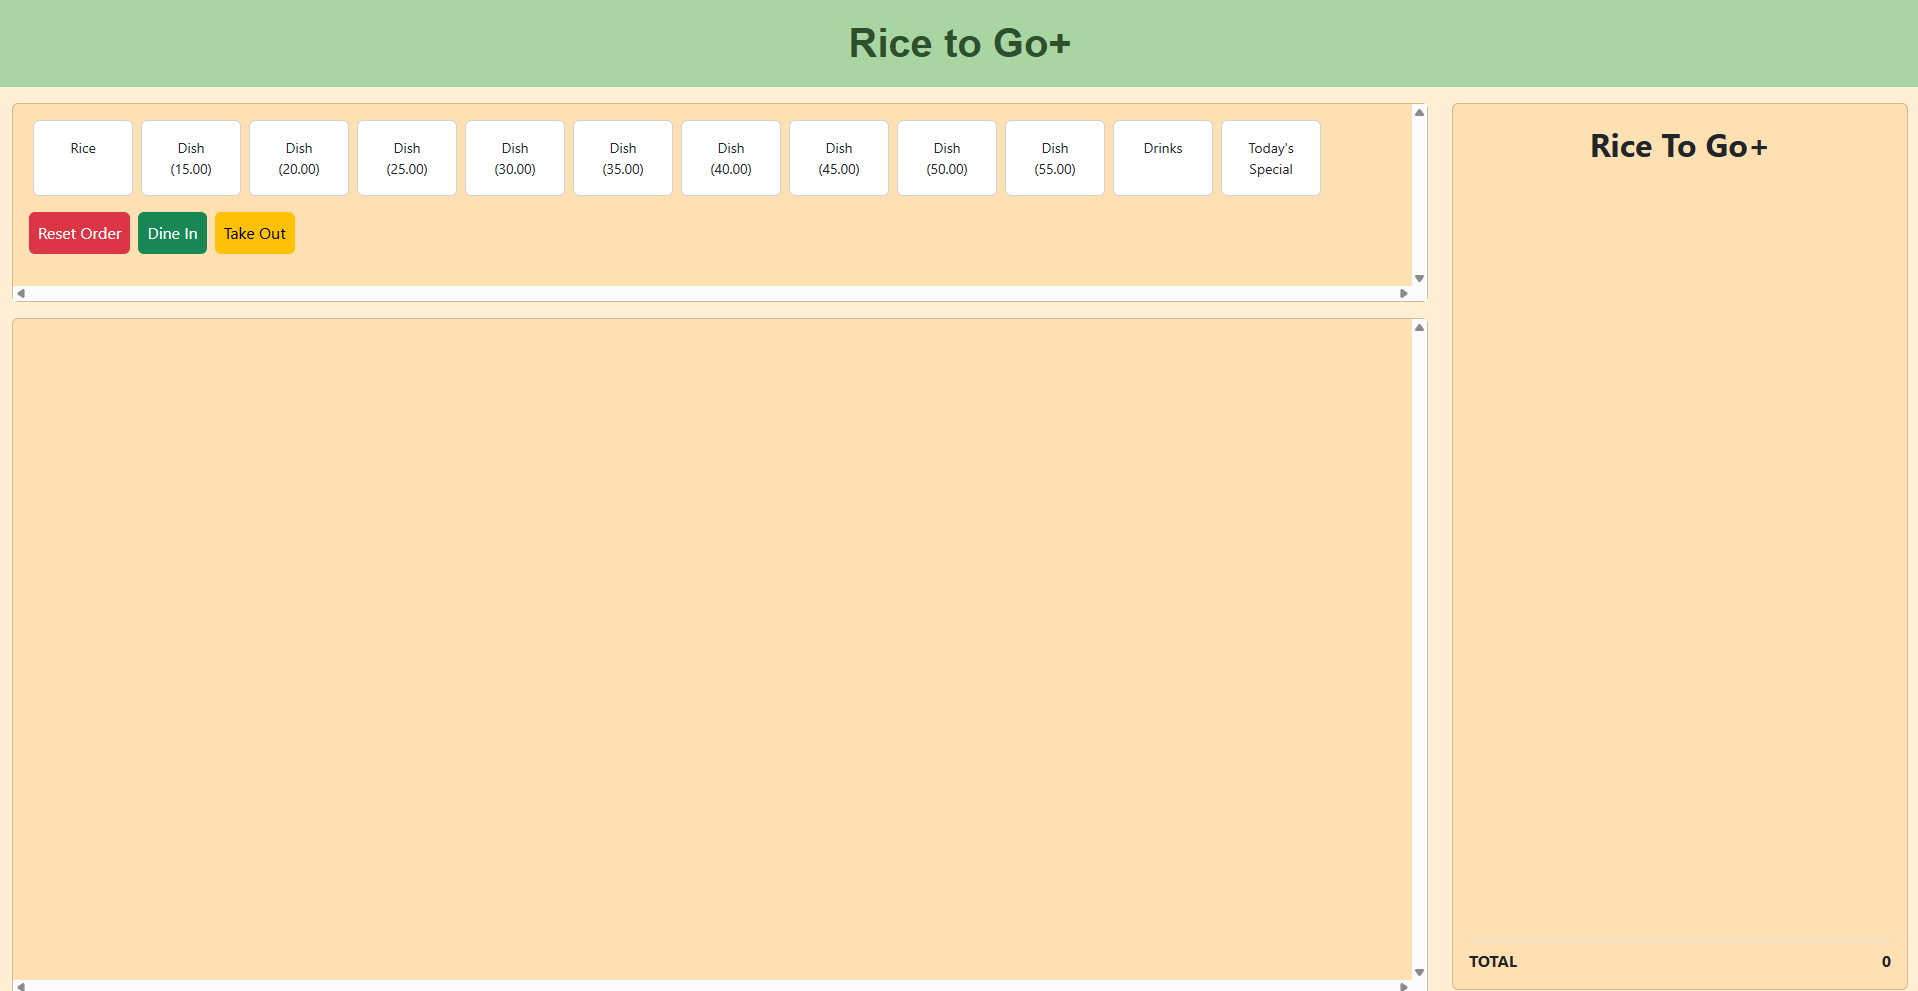 Rice to Go+
Rice
Dish
(15.00)
Dish
(20.00)
Dish
(25.00)
Dish
(30.00)
Dish
(35.00)
Dish
(40.00)
Dish
(45.00)
Dish
(50.00)
Dish
(55.00)
Drinks
Today's
Special
Reset Order
Dine In
Take Out
Rice To Go+
TOTAL 0